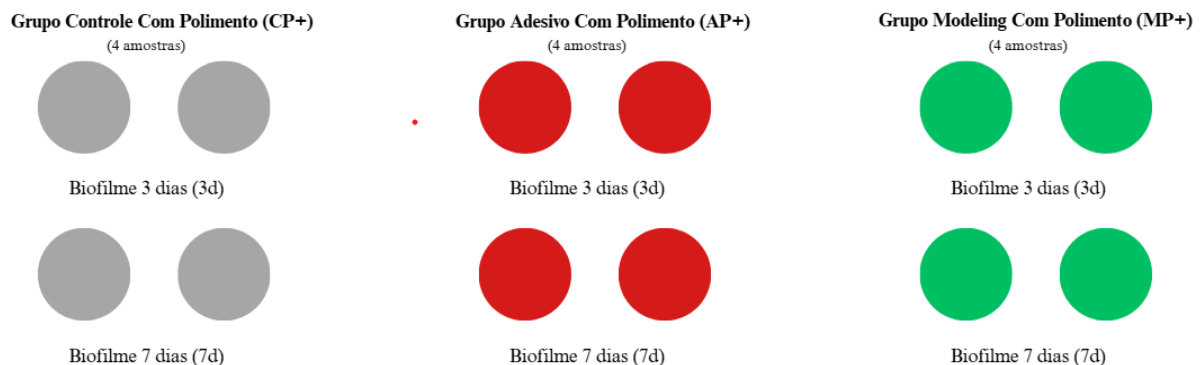 Grupo Controle Com Polimento (CP+)
(4 amostras)
Biofilme 3 dias (3d)
Biofilme 7 dias (7d)
Grupo Adesivo Com Polimento (AP+)
(4 amostras)
Biofilme 3 dias (3d)
Biofilme 7 dias (7d)
Grupo Modeling Com Polimento (MP+)
(4 amostras)
Biofilme 3 dias (3d)
Biofilme 7 dias (7d)